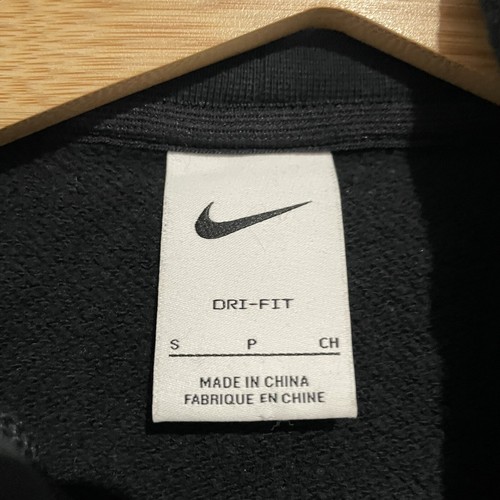 DRI-FIT
S P CH
MADE IN CHINA
FABRIQUE EN CHINE